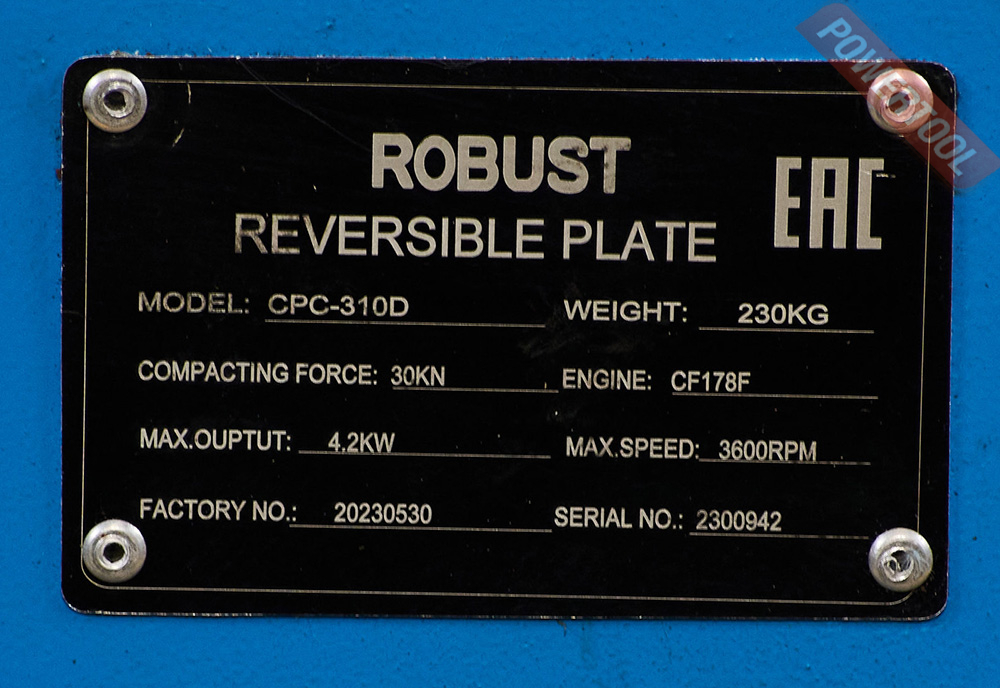 POWERTOOL
ROBUST
EAC
REVERSIBLE PLATE
MODEL: CPC-310D WEIGHT: 230KG
COMPACTING FORCE: 30KN ENGINE: CF178F
MAX.OUPTUT: 4.2KW MAX.SPEED: 3600RPM
FACTORY NO.: 20230530 SERIAL NO.: 2300942